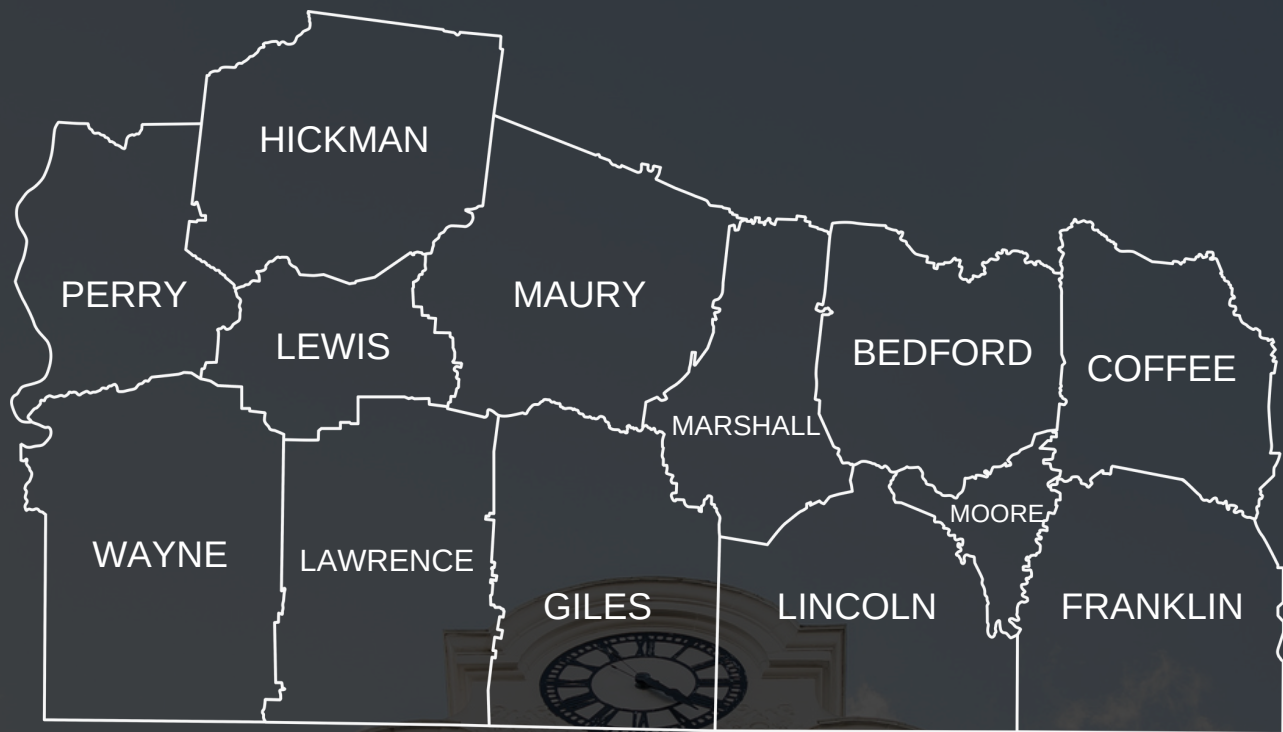 HICKMAN
PERRY
MAURY
LEWIS
BEDFORD
COFFEE
MARSHALL
MOORE
WAYNE
LAWRENCE
GILES
LINCOLN
FRANKLIN